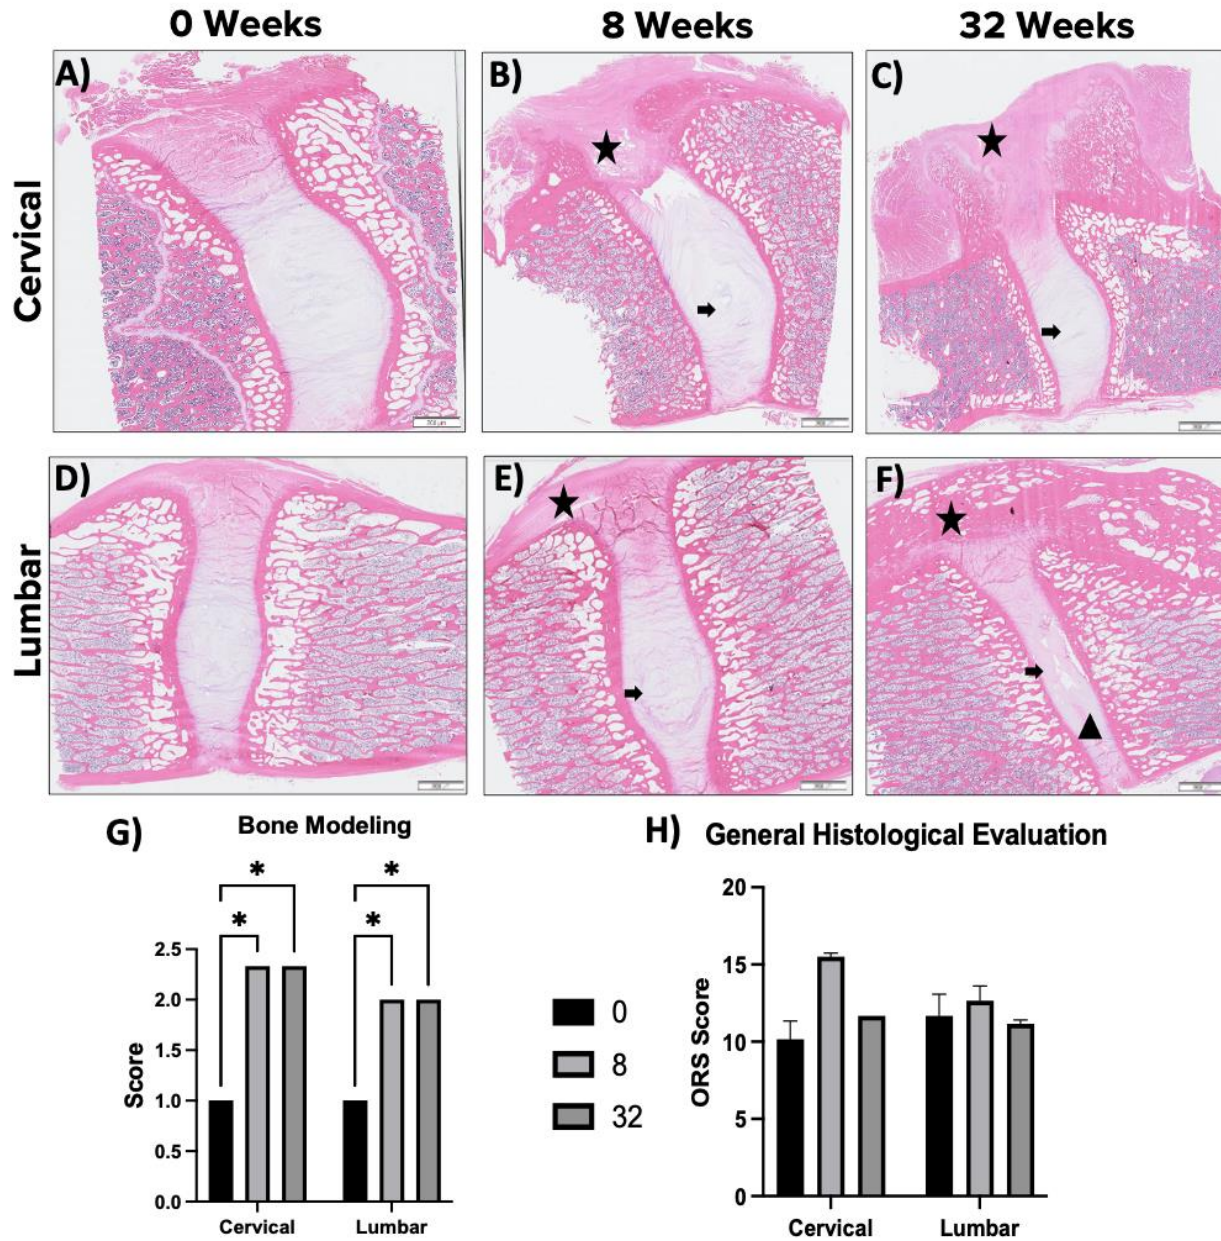 0 Weeks
8 Weeks
32 Weeks
Cervical
A)
B)
C)
Lumbar
D)
E)
F)
G)
Bone Modeling
*
*
*
*
Score
2.5
2.0
1.5
1.0
0.5
0.0
Cervical
Lumbar
0
8
32
H)
General Histological Evaluation
ORS Score
20
15
10
5
0
Cervical
Lumbar